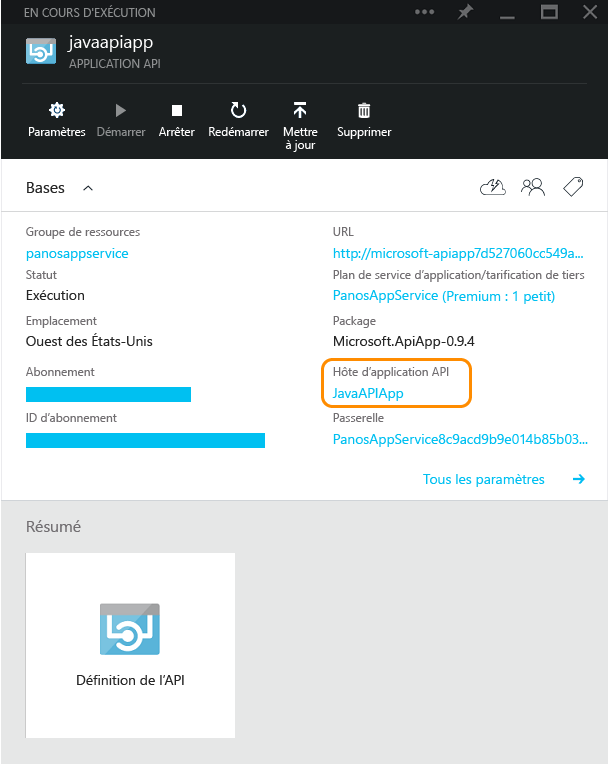 EN COURS D'EXÉCUTION
javaapiapp
APPLICATION API
Paramètres
Démarrer
Arrêter
Redémarrer
Mettre
à jour
Supprimer
Bases
Groupe de ressources
panosappservice
URL
http://microsoft-apiapp7d527060cc549a...
Statut
Exécution
Plan de service d’application/tarification de tiers
PanosAppService (Premium : 1 petit)
Emplacement
Ouest des États-Unis
Package
Microsoft.ApiApp-0.9.4
Abonnement
Hôte d’application API
JavaAPIApp
ID d’abonnement
Passerelle
PanosAppService8c9acd9b9e014b85b03...
Tous les paramètres
Résumé
Définition de l’API